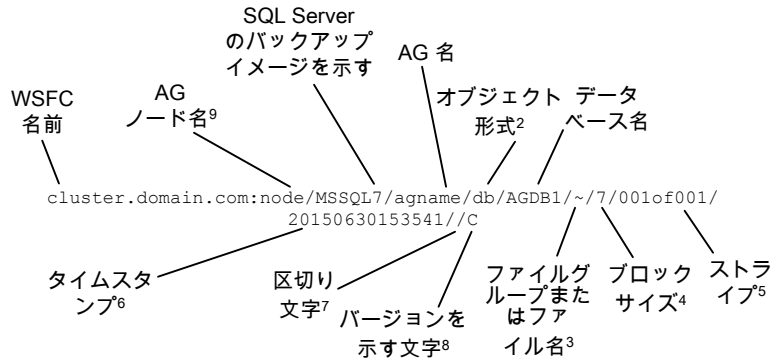 SQL Server
のバックアップ
イメージを示す
AG 名
WSFC
名前
AG
ノード名9
オブジェクト
形式2
データ
ベース名
cluster.domain.com:node/MSSQL7/agname/db/AGDB1/~/7/001of001/
20150630153541//C
タイムスタ
ンプ6
区切り
文字7
バージョンを
示す文字8
ファイルグ
ループまた
はファ
イル名3
ブロック
サイズ4
ストラ
イプ5